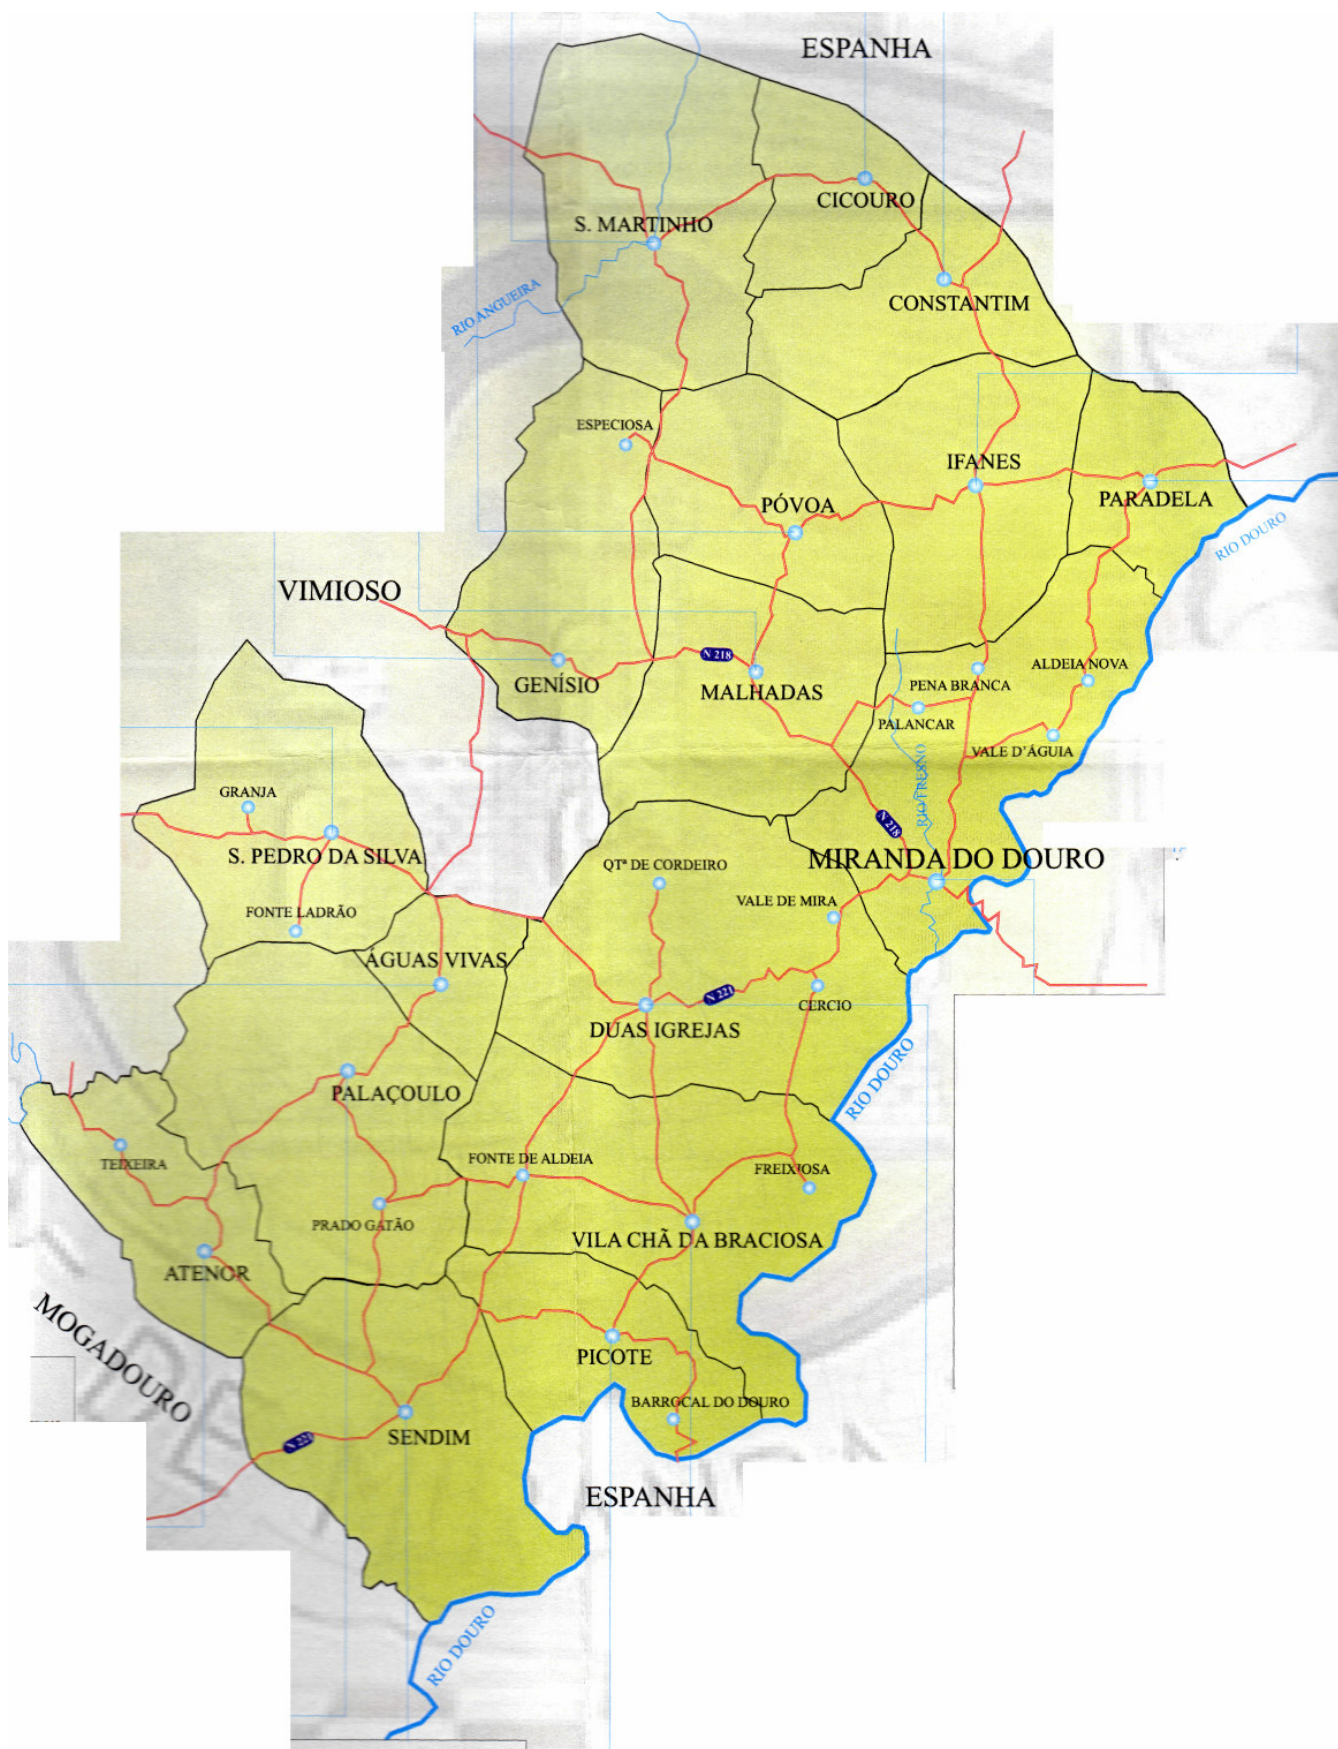 ESPANHA
CICOURO
S. MARTINHO
RIO ANGUEIRA
CONSTANTIM
ESPECIOSA
IFANES
PARADELA
PÓVOA
RIO DOURO
VIMIOSO
N 218
GENÍSIO
MALHADAS
ALDEIA NOVA
PENA BRANCA
PALANCAR
VALE D'ÁGUIA
RIO FRESNO
GRANJA
N 218
S. PEDRO DA SILVA
MIRANDA DO DOURO
QTª DE CORDEIRO
VALE DE MIRA
FONTE LADRÃO
ÁGUAS VIVAS
N 221
CERCIO
DUAS IGREJAS
RIO DOURO
PALAÇOULO
TEIXEIRA
FONTE DE ALDEIA
FREIXIOSA
PRADO GATÃO
VILA CHÃ DA BRACIOSA
ATENOR
MOGADOURO
PICOTE
BARROCAL DO DOURO
N 221
SENDIM
ESPANHA
RIO DOURO